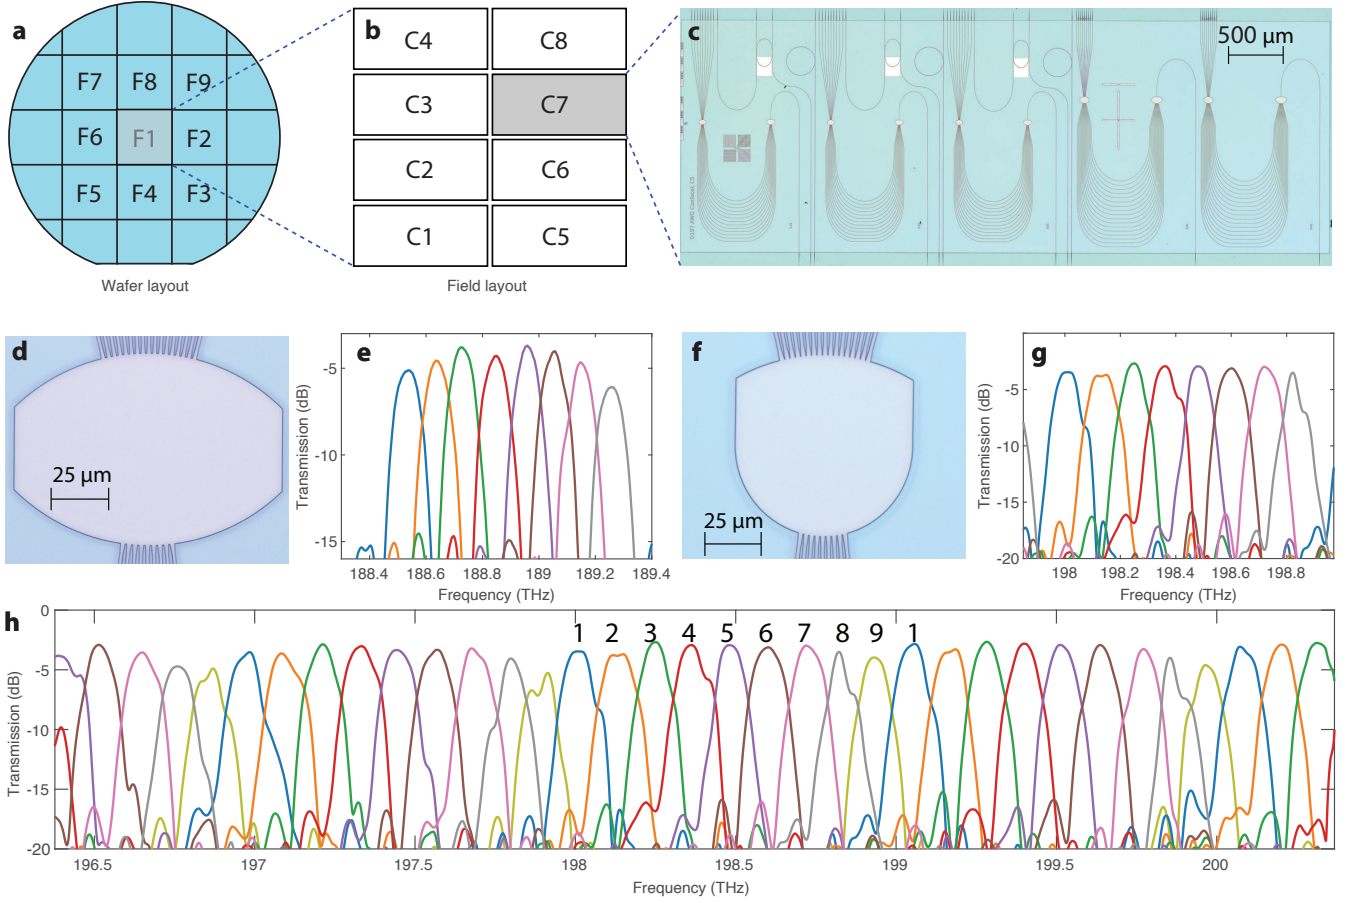 a
F7 F8 F9
F6 F1 F2
F5 F4 F3
Wafer layout
b
C4 C8
C3 C7
C2 C6
C1 C5
Field layout
c
500 µm
d
25 µm
e
Transmission (dB)
-5
-10
-15
188.4 188.6 188.8 189 189.2 189.4
Frequency (THz)
f
25 µm
g
Transmission (dB)
-5
-10
-15
-20
198 198.2 198.4 198.6 198.8
Frequency (THz)
h
Transmission (dB)
0
-5
-10
-15
-20
1 2 3 4 5 6 7 8 9 1
196.5 197 197.5 198 198.5 199 199.5 200
Frequency (THz)